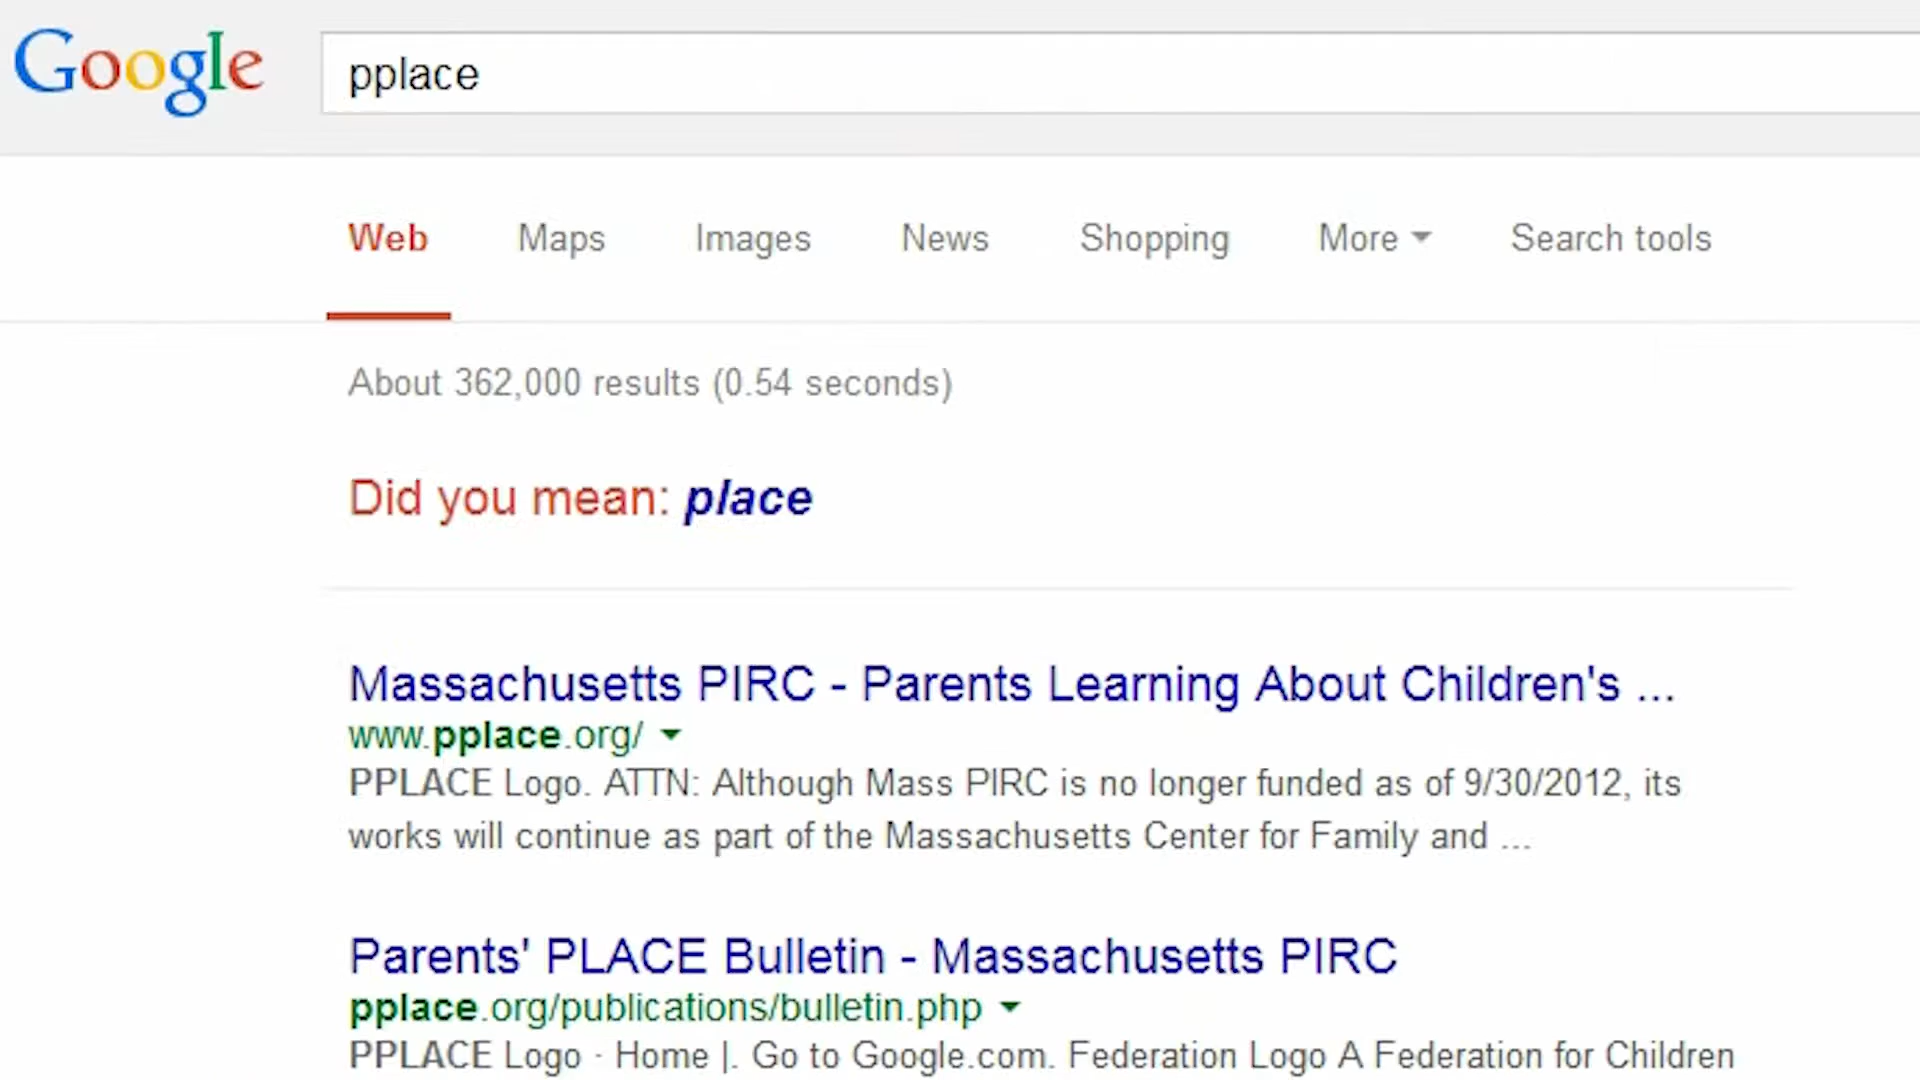 Google pplace
Web Maps Images News Shopping More Search tools
About 362,000 results (0.54 seconds)
Did you mean: place
Massachusetts PIRC - Parents Learning About Children's ...
www.pplace.org/
PPLACE Logo. ATTN: Although Mass PIRC is no longer funded as of 9/30/2012, its
works will continue as part of the Massachusetts Center for Family and ...
Parents' PLACE Bulletin - Massachusetts PIRC
pplace.org/publications/bulletin.php
PPLACE Logo · Home |. Go to Google.com. Federation Logo A Federation for Children